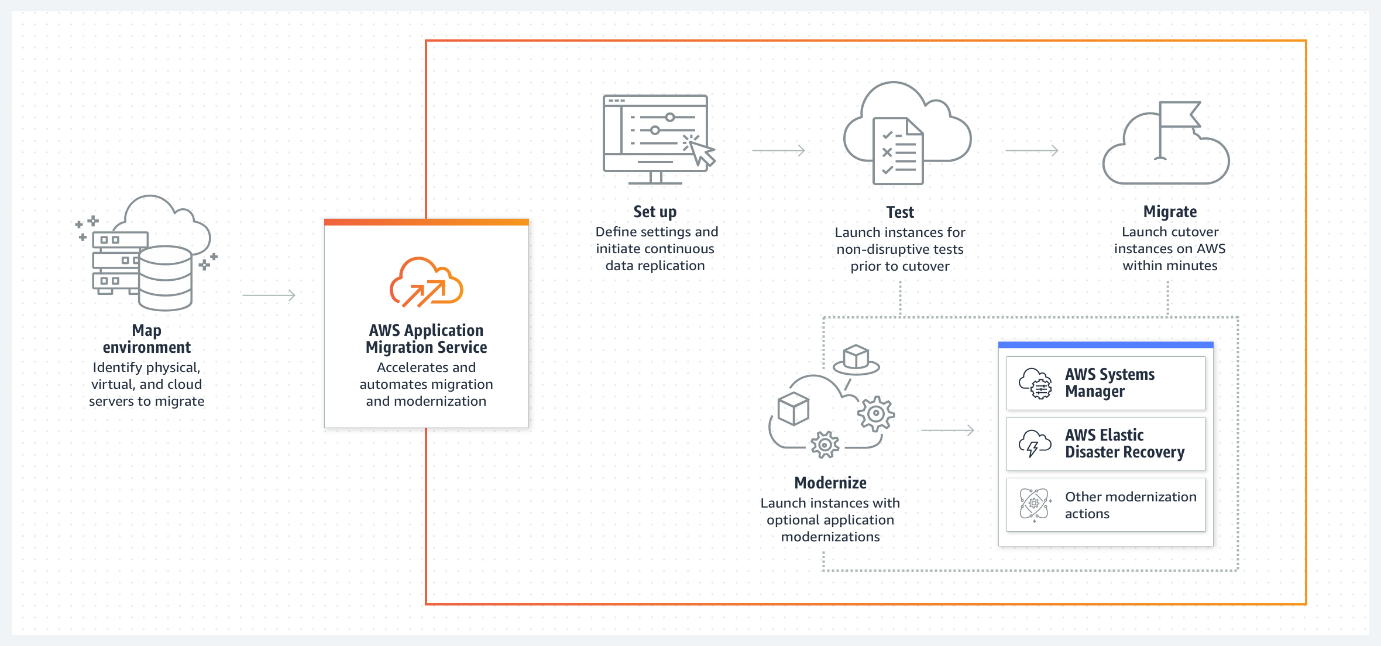 Map
environment
Identify physical,
virtual, and cloud
servers to migrate
AWS Application
Migration Service
Accelerates and
automates migration
and modernization
Set up
Define settings and
initiate continuous
data replication
Test
Launch instances for
non-disruptive tests
prior to cutover
Migrate
Launch cutover
instances on AWS
within minutes
Modernize
Launch instances with
optional application
modernizations
AWS Systems
Manager
AWS Elastic
Disaster Recovery
Other modernization
actions